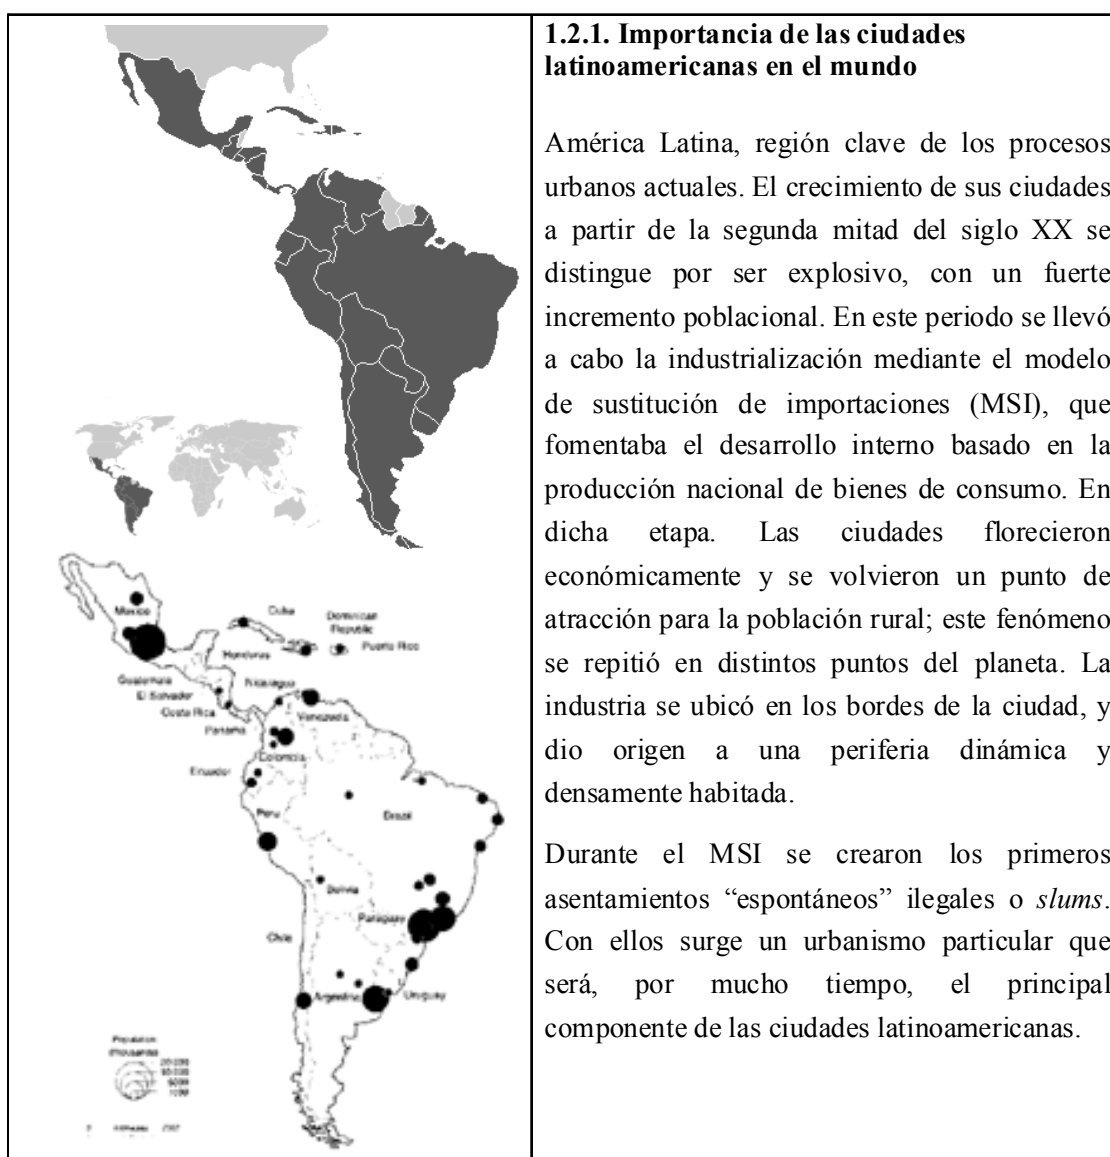 1.2.1. Importancia de las ciudades
latinoamericanas en el mundo
América Latina, región clave de los procesos
urbanos actuales. El crecimiento de sus ciudades
a partir de la segunda mitad del siglo XX se
distingue por ser explosivo, con un fuerte
incremento poblacional. En este periodo se llevó
a cabo la industrialización mediante el modelo
de sustitución de importaciones (MSI), que
fomentaba el desarrollo interno basado en la
producción nacional de bienes de consumo. En
dicha etapa. Las ciudades florecieron
económicamente y se volvieron un punto de
atracción para la población rural; este fenómeno
se repitió en distintos puntos del planeta. La
industria se ubicó en los bordes de la ciudad, y
dio origen a una periferia dinámica y
densamente habitada.
Durante el MSI se crearon los primeros
asentamientos “espontáneos” ilegales o slums.
Con ellos surge un urbanismo particular que
será, por mucho tiempo, el principal
componente de las ciudades latinoamericanas.
Mexico
Cuba
Dominican
Republic
Puerto Rico
Honduras
Guatemala
Nicaragua
El Salvador
Costa Rica
Panama
Venezuela
Colombia
Ecuador
Peru
Brazil
Bolivia
Paraguay
Chile
Argentina
Uruguay
Population
(thousands)